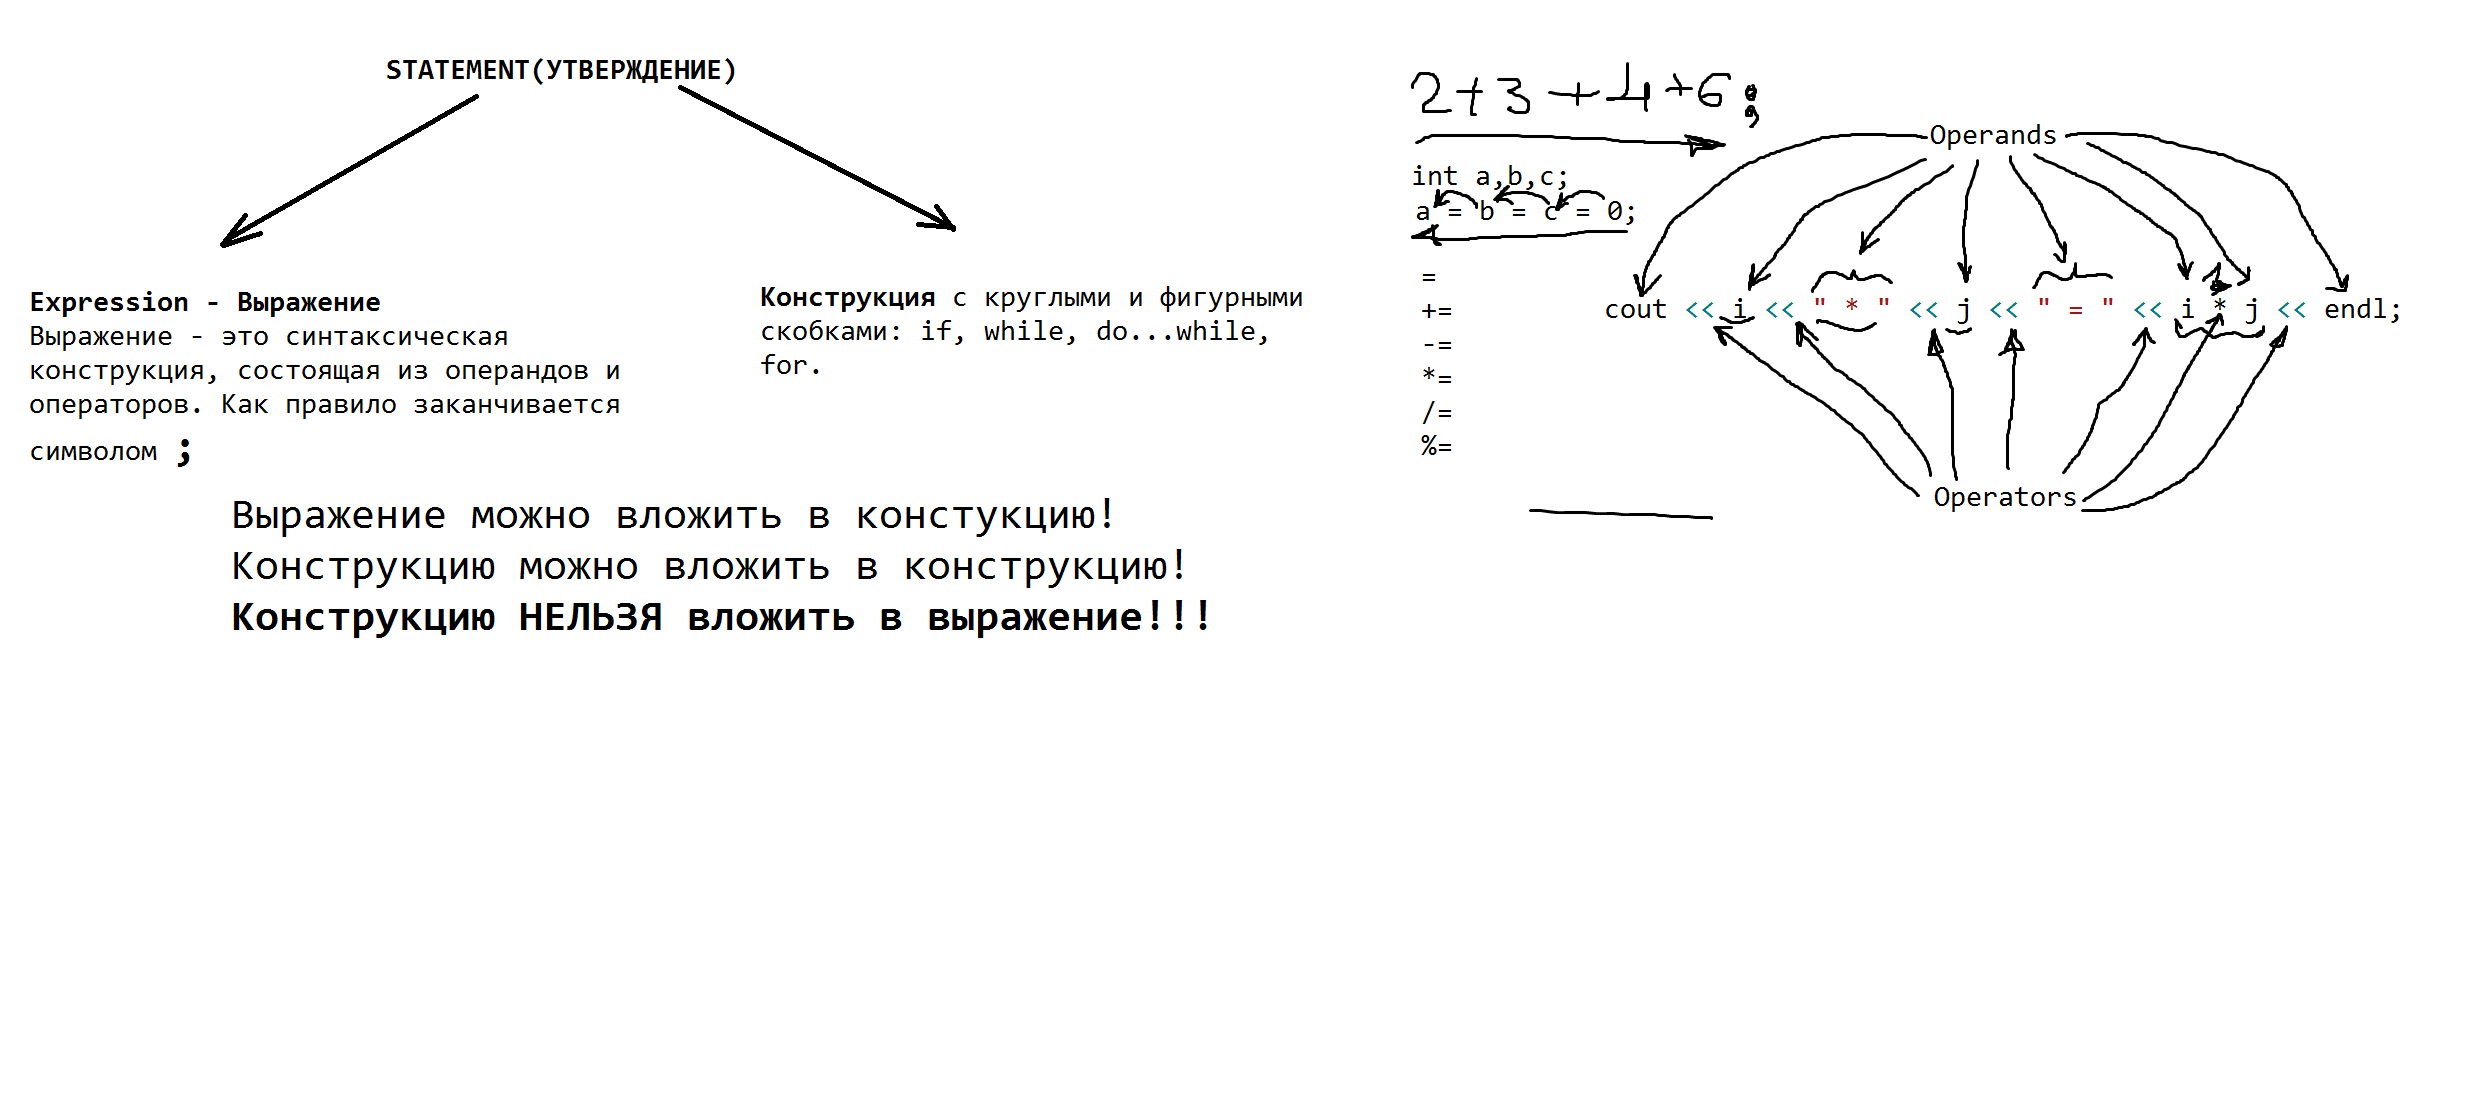 STATEMENT(УТВЕРЖДЕНИЕ)
Expression - Выражение
Выражение - это синтаксическая
конструкция, состоящая из операндов и
операторов. Как правило заканчивается
символом ;
Конструкция с круглыми и фигурными
скобками: if, while, do...while,
for.
Выражение можно вложить в констукцию!
Конструкцию можно вложить в конструкцию!
Конструкцию НЕЛЬЗЯ вложить в выражение!!!
2+3+4+6;
int a,b,c;
a = b = c = 0;
=
+=
-=
*=
/=
%=
Operands
cout << i << " * " << j << " = " << i * j << endl;
Operators